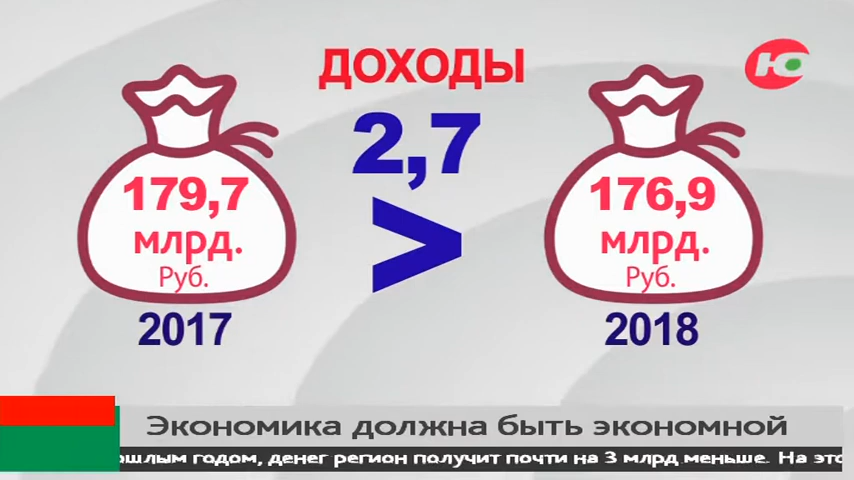 ДОХОДЫ
Ю
2,7
>
179,7
млрд.
Руб.
2017
176,9
млрд.
Руб.
2018
Экономика должна быть экономной
годом, денег регион получит почти на 3 млрд меньше. На